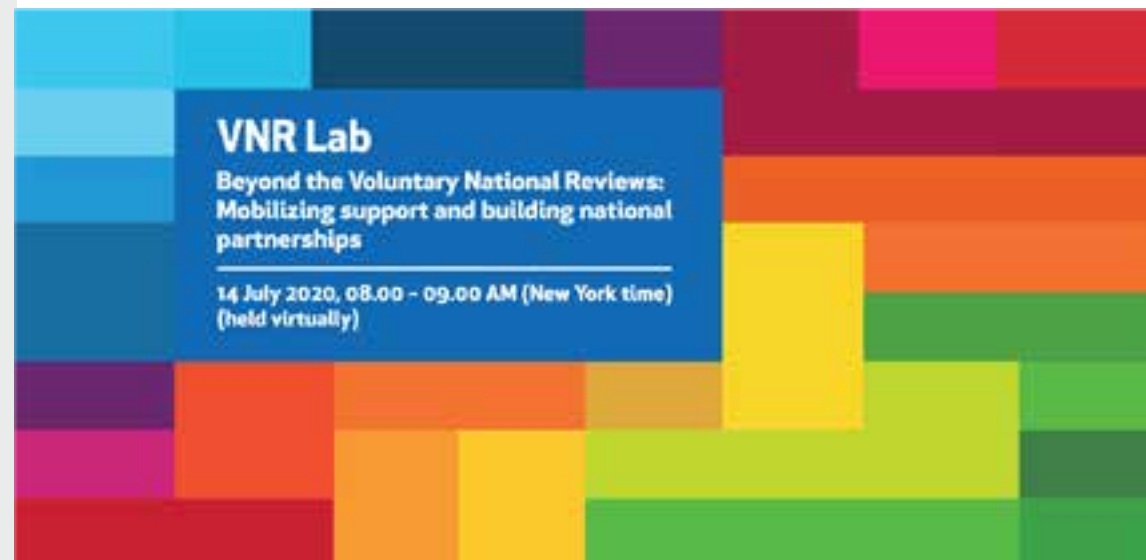 VNR Lab
Beyond the Voluntary National Reviews:
Mobilizing support and building national
partnerships
14 July 2020, 08.00 - 09.00 AM (New York time)
(held virtually)